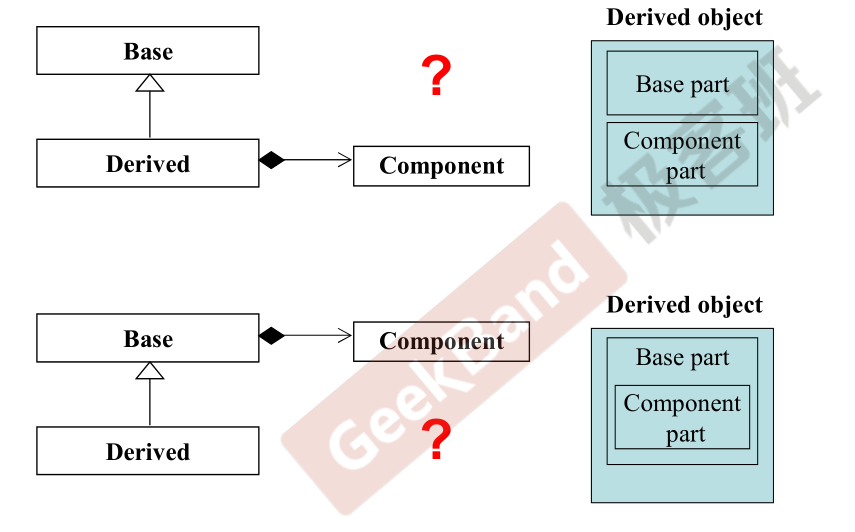 Derived object
Base
?
Base part
Derived
Component
Component
part
极客班
GeekBand
Derived object
Base
Component
Base part
Component
part
Derived
?